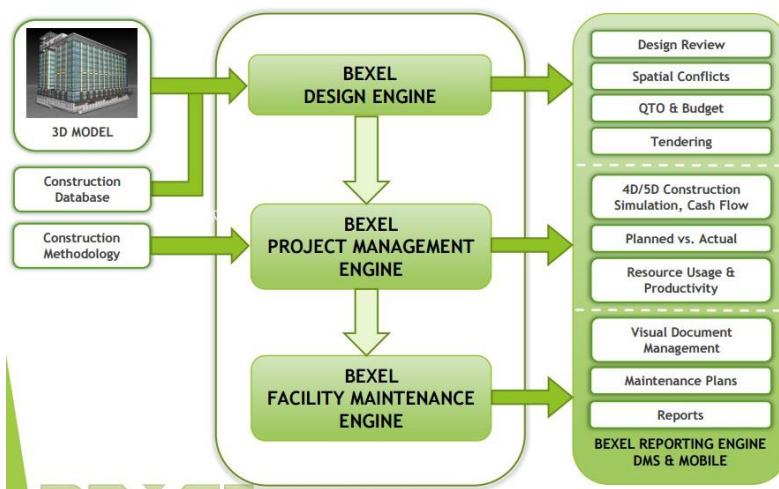 3D MODEL
Construction
Database
Construction
Methodology
BEXEL
DESIGN ENGINE
BEXEL
PROJECT MANAGEMENT
ENGINE
BEXEL
FACILITY MAINTENANCE
ENGINE
Design Review
Spatial Conflicts
QTO & Budget
Tendering
4D/5D Construction
Simulation, Cash Flow
Planned vs. Actual
Resource Usage &
Productivity
Visual Document
Management
Maintenance Plans
Reports
BEXEL REPORTING ENGINE
DMS & MOBILE